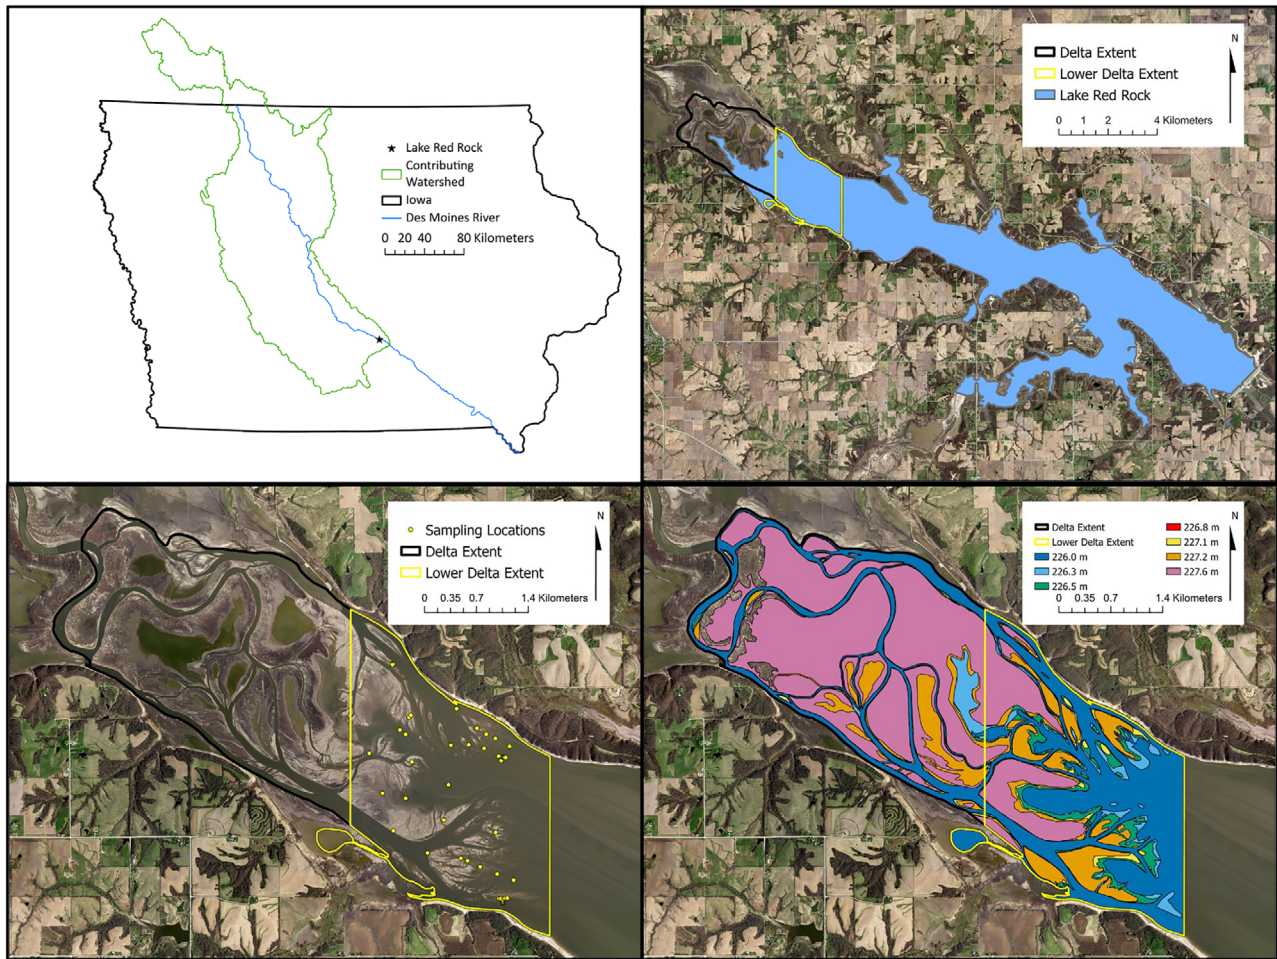 Lake Red Rock
Contributing
Watershed
Iowa
Des Moines River
0 20 40 80 Kilometers
N
Delta Extent
Lower Delta Extent
Lake Red Rock
0 1 2 4 Kilometers
N
Sampling Locations
Delta Extent
Lower Delta Extent
0 0.35 0.7 1.4 Kilometers
N
Delta Extent
Lower Delta Extent
226.0 m
226.3 m
226.5 m
226.8 m
227.1 m
227.2 m
227.6 m
0 0.35 0.7 1.4 Kilometers